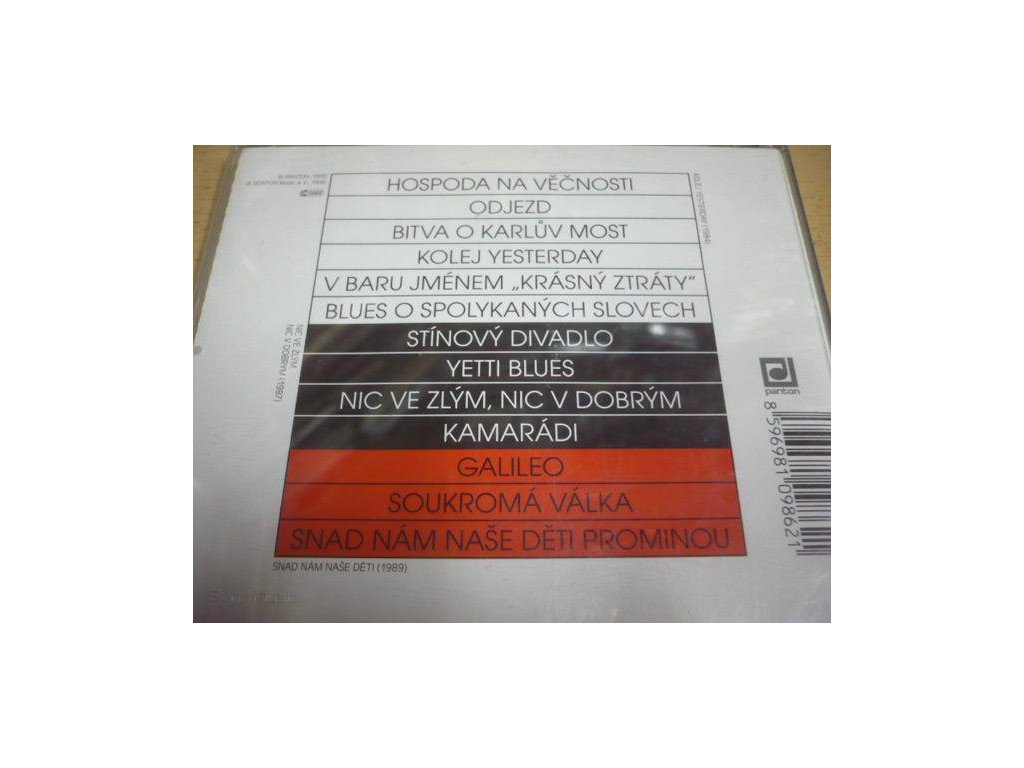 HOSPODA NA VĚČNOSTI
ODJEZD
BITVA O KARLŮV MOST
KOLEJ YESTERDAY
V BARU JMÉNEM „KRÁSNÝ ZTRÁTY“
BLUES O SPOLYKANÝCH SLOVECH
KOLEJ YESTERDAY (1984)
STÍNOVÝ DIVADLO
YETTI BLUES
NIC VE ZLÝM, NIC V DOBRÝM
KAMARÁDI
NIC VE ZLÝM
NIC V DOBRÝM (1987)
GALILEO
SOUKROMÁ VÁLKA
SNAD NÁM NAŠE DĚTI PROMiNOU
SNAD NÁM NAŠE DĚTI (1989)
panton
8 596981 098621